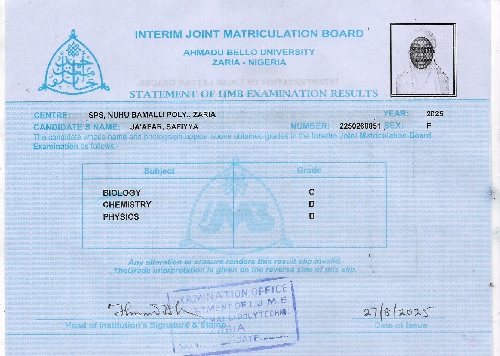 INTERIM JOINT MATRICULATION BOARD
AHMADU BELLO UNIVERSITY
ZARIA - NIGERIA
STATEMENT OF IJMB EXAMINATION RESULTS
CENTRE: SPS, NUHU BAMALLI POLY., ZARIA YEAR: 2025
CANDIDATE'S NAME: JA'AFAR, SAFIYYA NUMBER: 2250260051 SEX: F
The candidate whose name and photograph appear above obtained grades in the Interim Joint Matriculation Board
Examination as follows:-
Subject Grade
BIOLOGY C
CHEMISTRY D
PHYSICS D
IJMB
Any alteration or erasure renders this result slip invalid.
TheGrade interpretation is given on the reverse side of this slip.
EXAMINATION OFFICE
I.J.M.B
27/8/2025
Head of Institution's Signature & Stamp Date of Issue